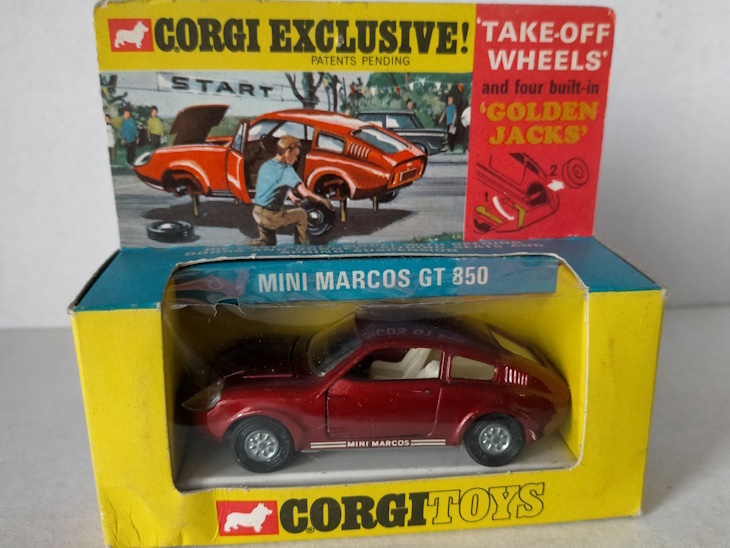 CORGI EXCLUSIVE!
PATENTS PENDING
'TAKE-OFF
WHEELS'
and four built-in
'GOLDEN
JACKS'
START
1
2
MINI MARCOS GT 850
MINI MARCOS
CORGI TOYS